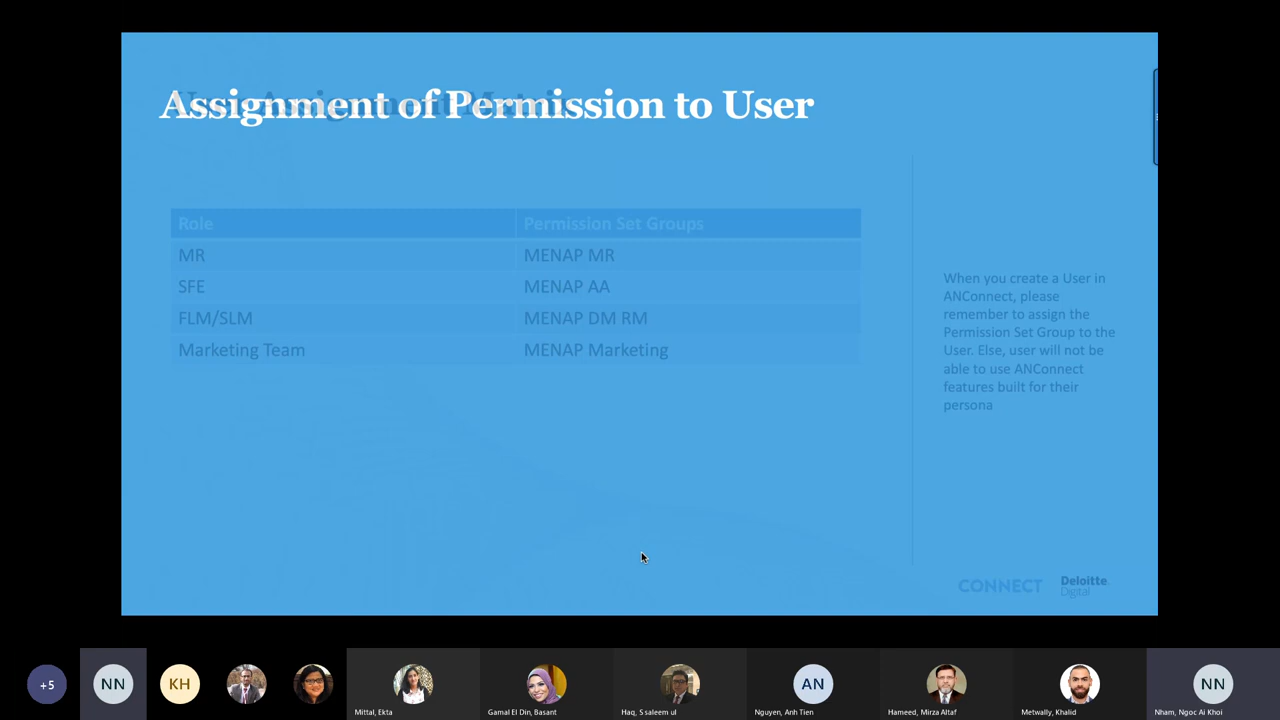 Assignment of Permission to User
User Assignment Matrix
Role Permission Set Groups
MR MENAP MR
SFE MENAP AA
FLM/SLM MENAP DM RM
Marketing Team MENAP Marketing
When you create a User in
ANConnect, please
remember to assign the
Permission Set Group to the
User. Else, user will not be
able to use ANConnect
features built for their
persona
CONNECT Deloitte.
Digital
+5 NN KH AN NN
Mittal, Ekta Gamal El Din, Basant Haq, S saleem ul Nguyen, Anh Tien Hameed, Mirza Altaf Metwally, Khalid Nham, Ngoc Ai Khoi